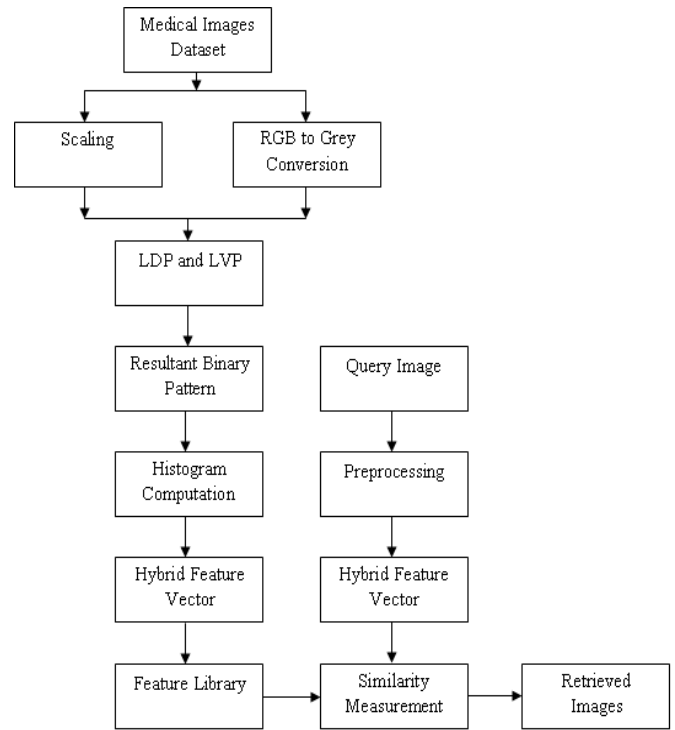 Medical Images
Dataset
Scaling
RGB to Grey
Conversion
LDP and LVP
Resultant Binary
Pattern
Query Image
Histogram
Computation
Preprocessing
Hybrid Feature
Vector
Hybrid Feature
Vector
Feature Library
Similarity
Measurement
Retrieved
Images